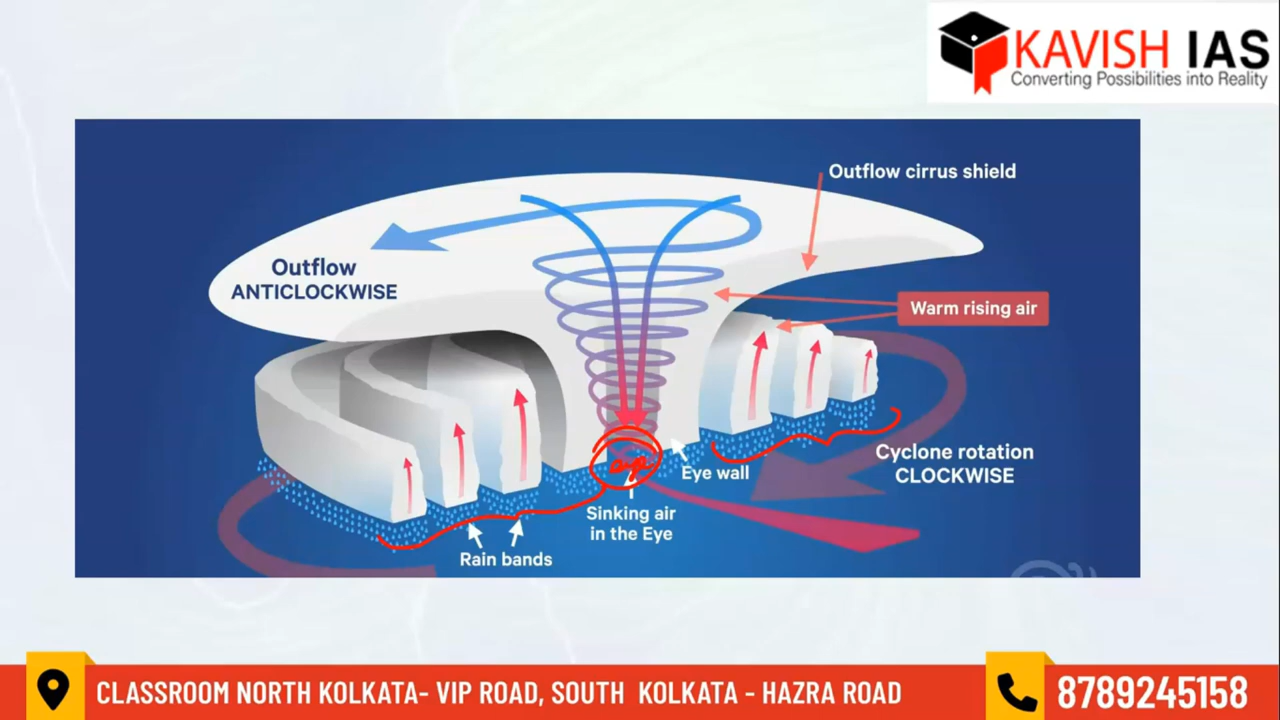 KAVISH IAS
Converting Possibilities into Reality
Outflow cirrus shield
Outflow
ANTICLOCKWISE
Warm rising air
Cyclone rotation
CLOCKWISE
Eye wall
Sinking air
in the Eye
Rain bands
CLASSROOM NORTH KOLKATA- VIP ROAD, SOUTH KOLKATA - HAZRA ROAD
8789245158